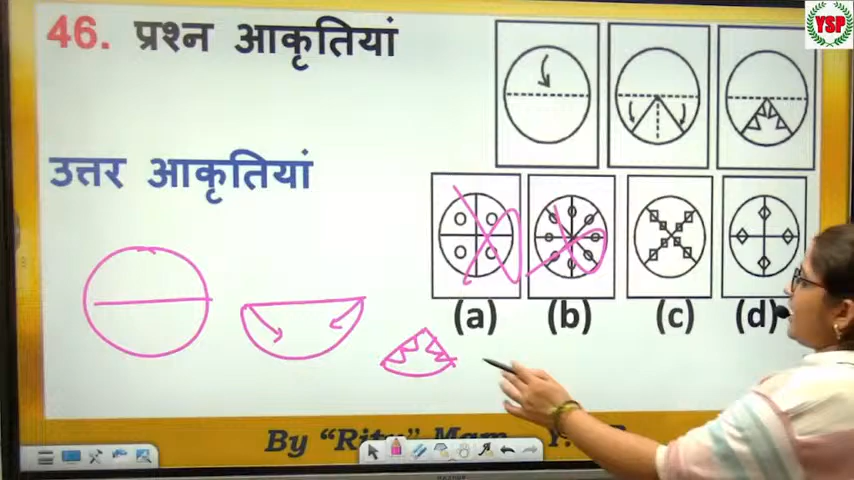 46. प्रश्न आकृतियां
YSP
उत्तर आकृतियां
(a) (b) (c) (d)
By "Ritu" Mam